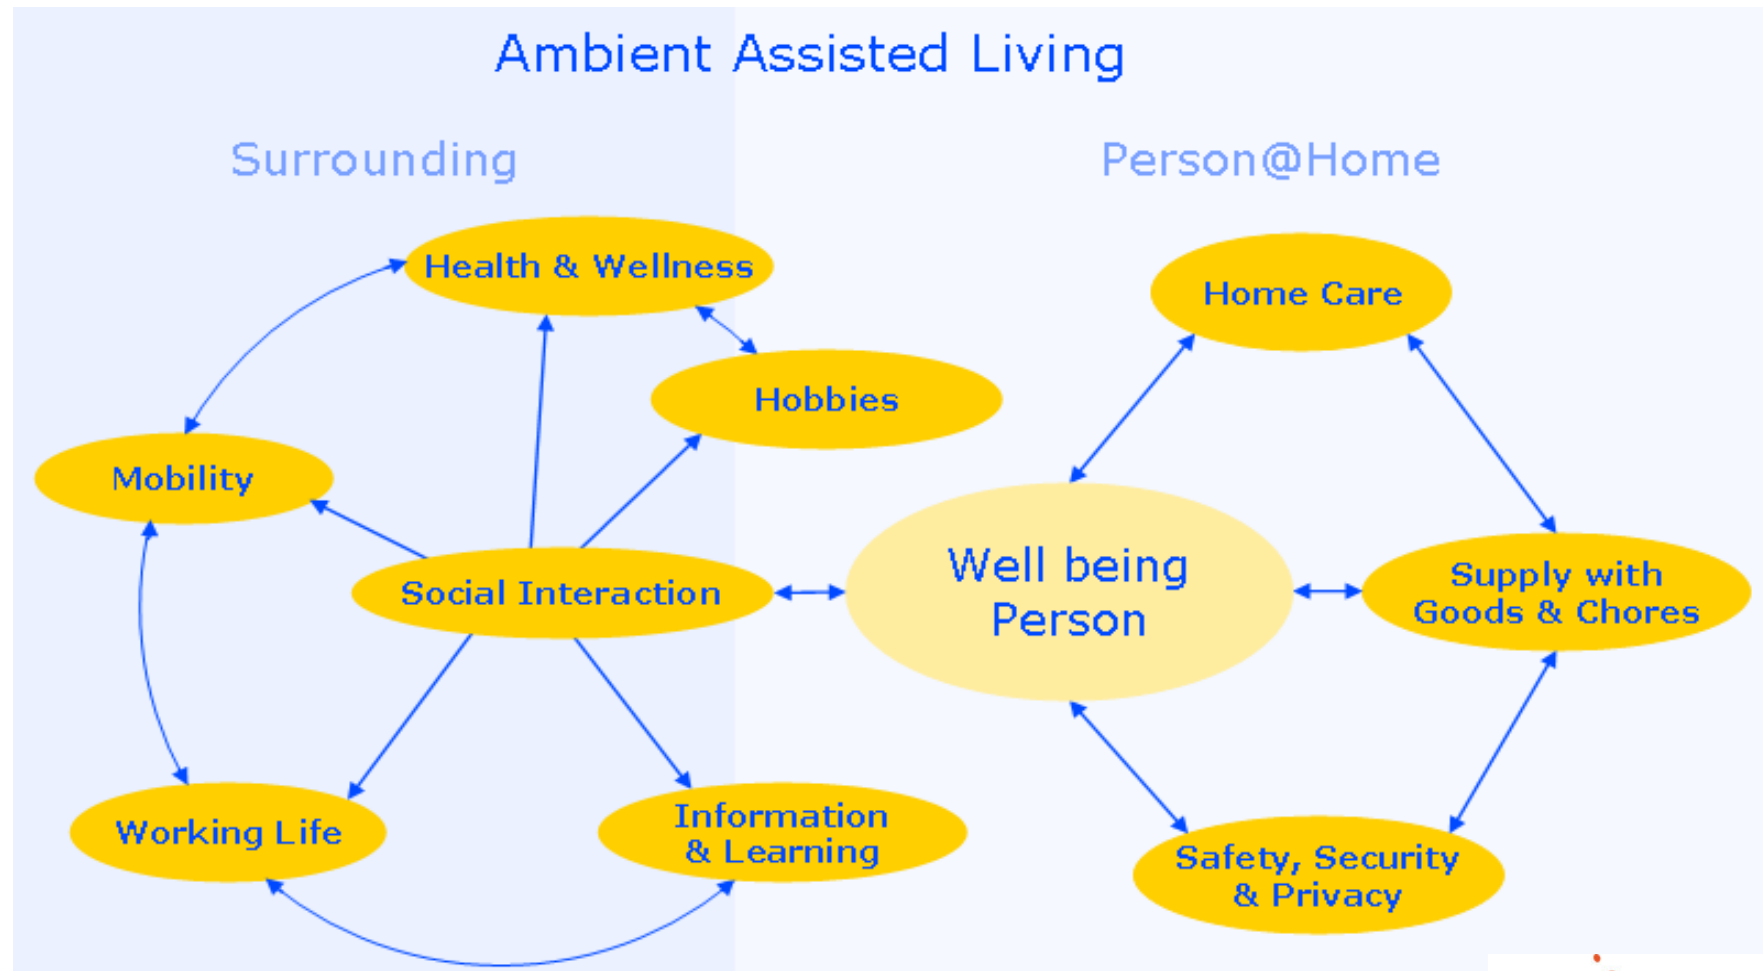 Ambient Assisted Living
Surrounding
Person@Home
Health & Wellness
Home Care
Hobbies
Mobility
Social Interaction
Well being
Person
Supply with
Goods & Chores
Working Life
Information
& Learning
Safety, Security
& Privacy